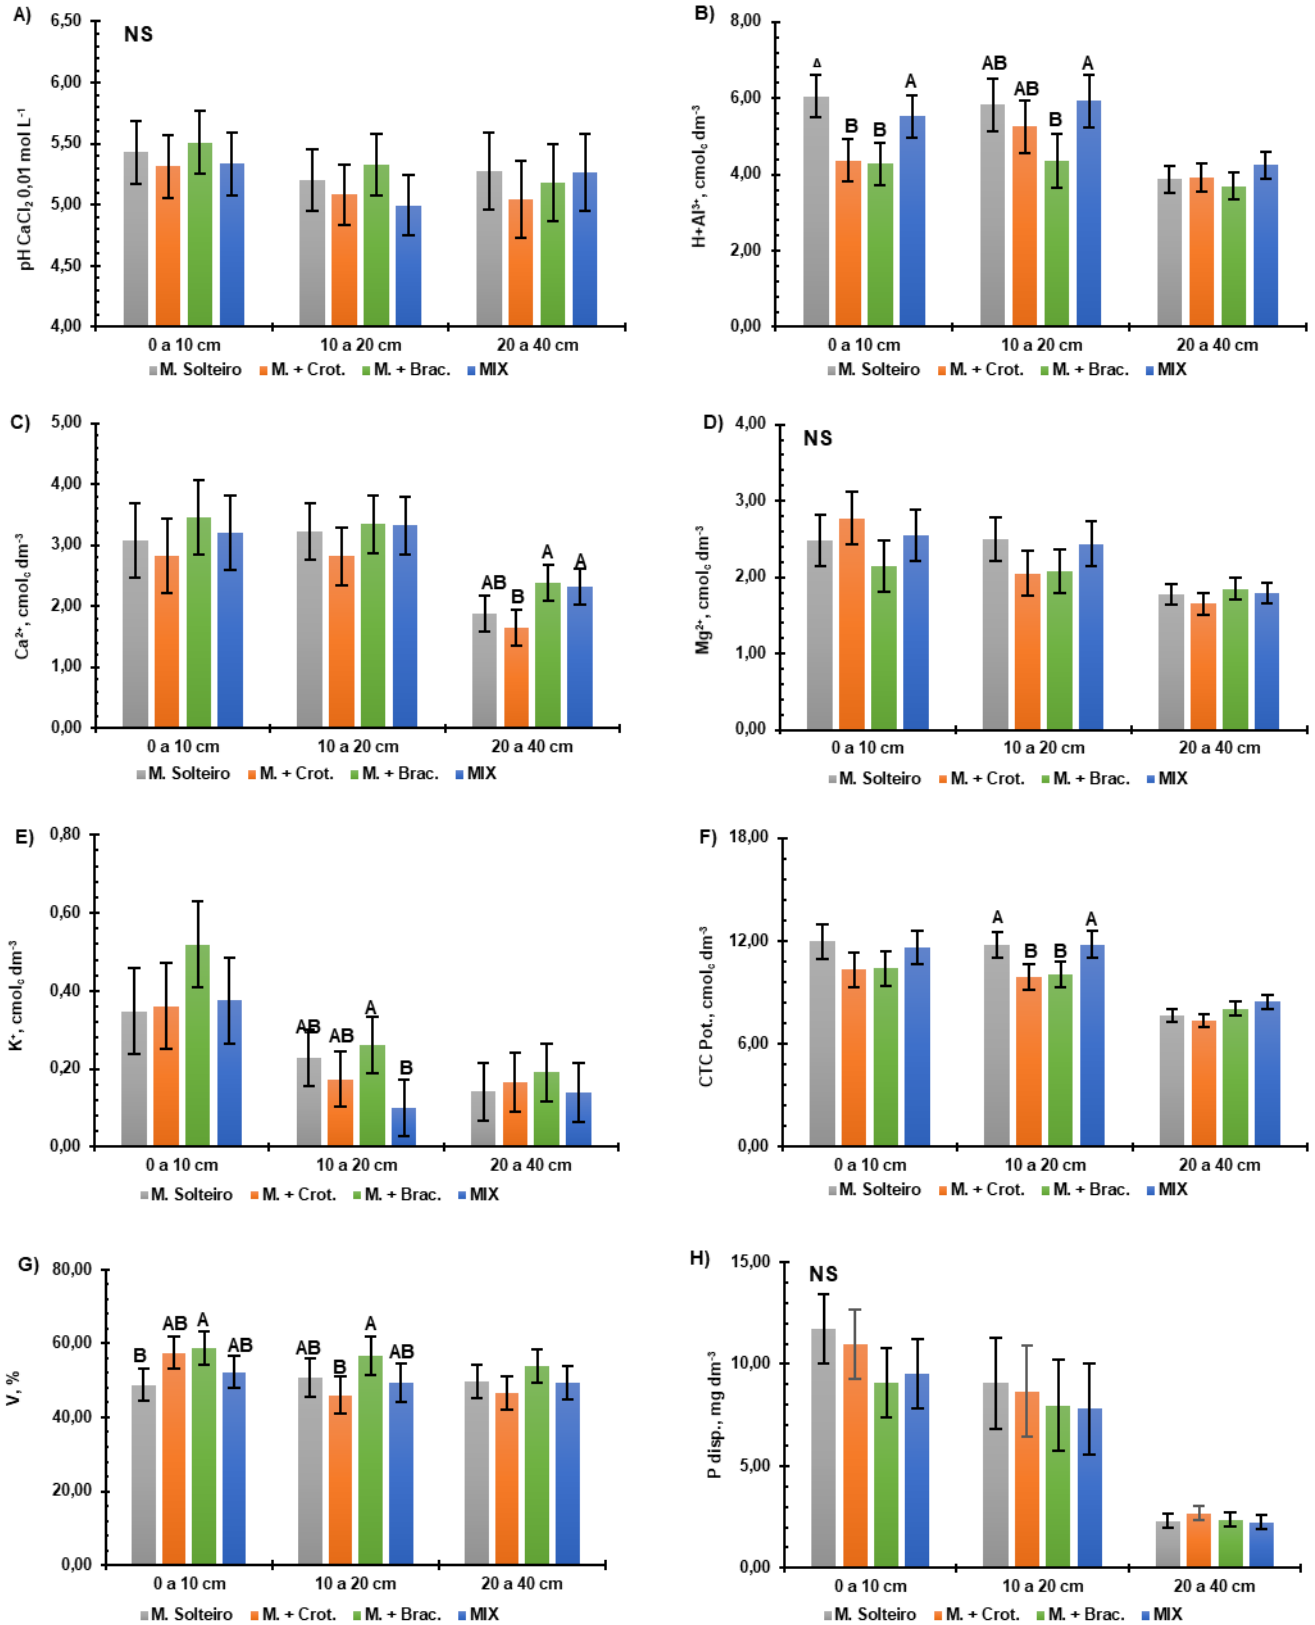 A)
NS
pH CaCl₂ 0,01 mol L⁻¹
6,50
6,00
5,50
5,00
4,50
4,00
0 a 10 cm 10 a 20 cm 20 a 40 cm
M. Solteiro M. + Crot. M. + Brac. MIX
B)
H+Al³⁺, cmolc dm⁻³
8,00
6,00
4,00
2,00
0,00
A B B A AB AB B A
0 a 10 cm 10 a 20 cm 20 a 40 cm
M. Solteiro M. + Crot. M. + Brac. MIX
C)
Ca²⁺, cmolc dm⁻³
5,00
4,00
3,00
2,00
1,00
0,00
AB B A A
0 a 10 cm 10 a 20 cm 20 a 40 cm
M. Solteiro M. + Crot. M. + Brac. MIX
D)
NS
Mg²⁺, cmolc dm⁻³
4,00
3,00
2,00
1,00
0,00
0 a 10 cm 10 a 20 cm 20 a 40 cm
M. Solteiro M. + Crot. M. + Brac. MIX
E)
K⁺, cmolc dm⁻³
0,80
0,60
0,40
0,20
0,00
AB AB A B
0 a 10 cm 10 a 20 cm 20 a 40 cm
M. Solteiro M. + Crot. M. + Brac. MIX
F)
CTC Pot., cmolc dm⁻³
18,00
12,00
6,00
0,00
A B B A
0 a 10 cm 10 a 20 cm 20 a 40 cm
M. Solteiro M. + Crot. M. + Brac. MIX
G)
V, %
80,00
60,00
40,00
20,00
0,00
B AB A AB AB B A AB
0 a 10 cm 10 a 20 cm 20 a 40 cm
M. Solteiro M. + Crot. M. + Brac. MIX
H)
NS
P disp., mg dm⁻³
15,00
10,00
5,00
0,00
0 a 10 cm 10 a 20 cm 20 a 40 cm
M. Solteiro M. + Crot. M. + Brac. MIX